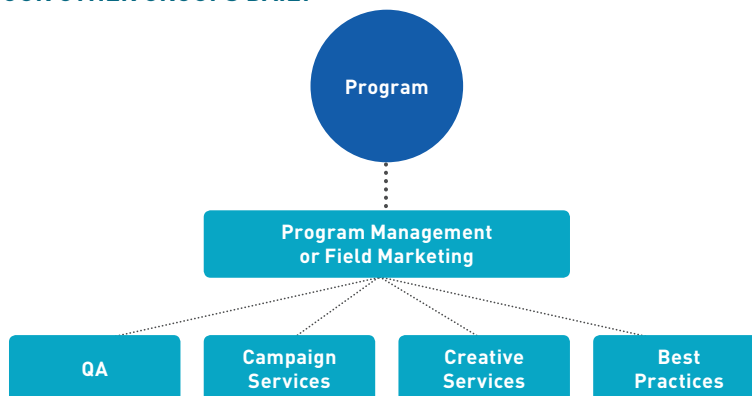 Program
Program Management
or Field Marketing
QA
Campaign
Services
Creative
Services
Best
Practices